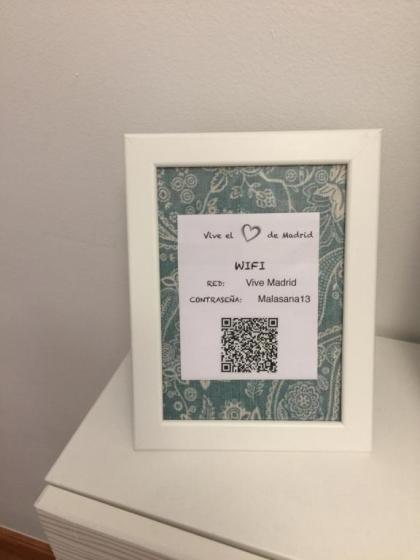 Vive el de Madrid
WIFI
RED: Vive Madrid
CONTRASEÑA: Malasana13